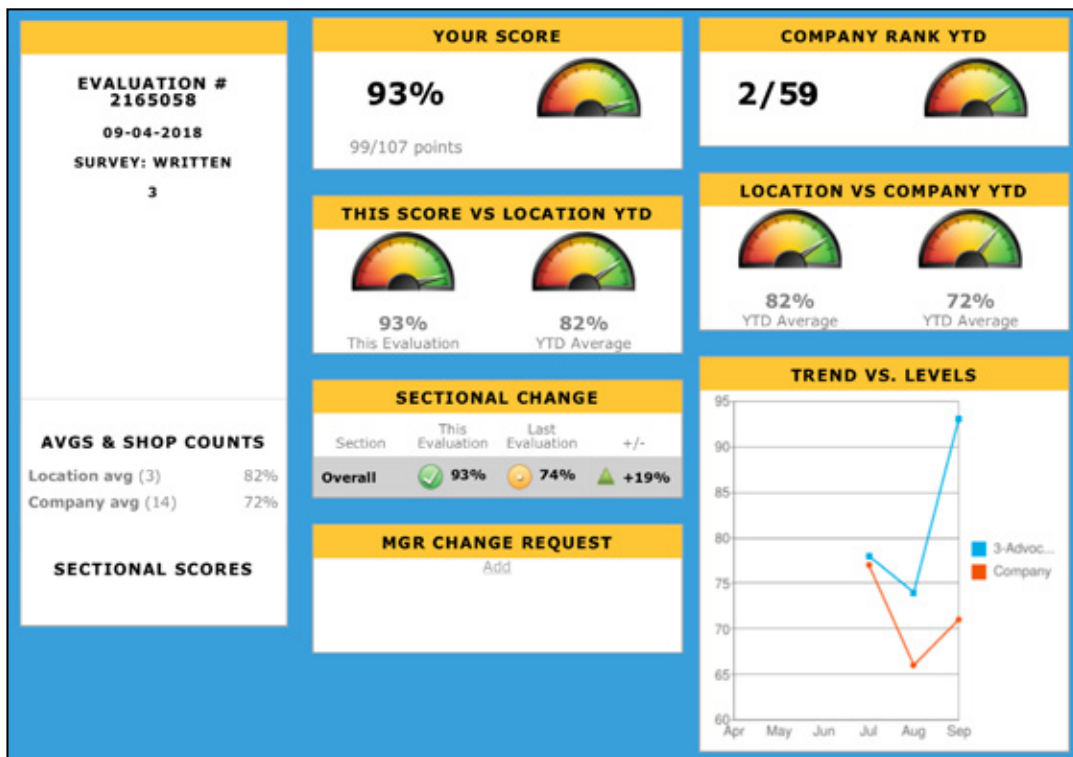 EVALUATION #
2165058
09-04-2018
SURVEY: WRITTEN
3
AVGS & SHOP COUNTS
Location avg (3) 82%
Company avg (14) 72%
SECTIONAL SCORES
YOUR SCORE
93%
99/107 points
THIS SCORE VS LOCATION YTD
93% 82%
This Evaluation YTD Average
SECTIONAL CHANGE
Section This Evaluation Last Evaluation +/-
Overall 93% 74% +19%
MGR CHANGE REQUEST
Add
COMPANY RANK YTD
2/59
LOCATION VS COMPANY YTD
82% 72%
YTD Average YTD Average
TREND VS. LEVELS
95
90
85
80
75
70
65
60
Apr May Jun Jul Aug Sep
3-Advoc...
Company